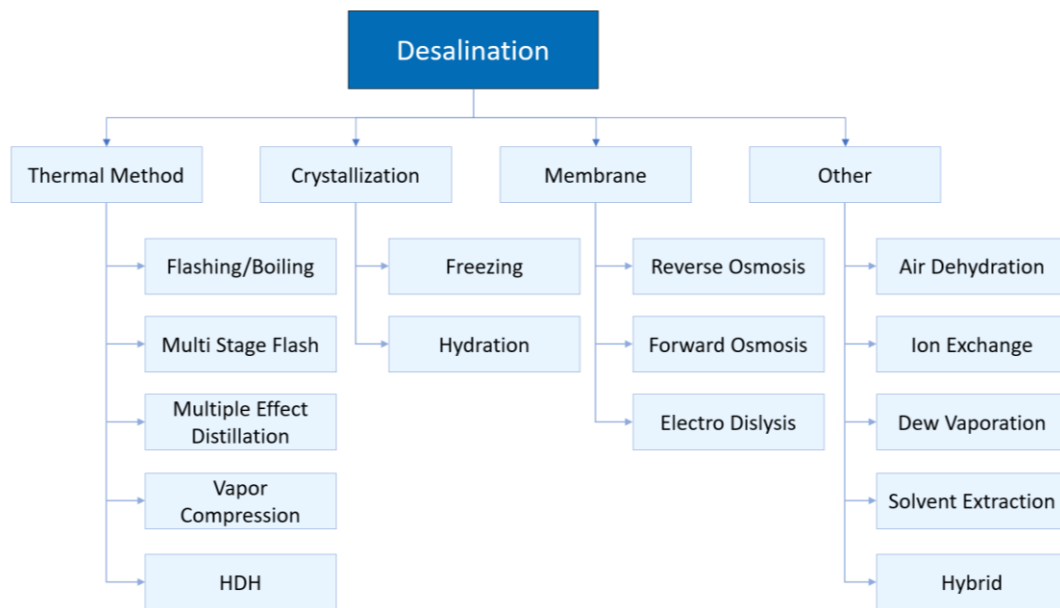 Desalination
Thermal Method
Crystallization
Membrane
Other
Flashing/Boiling
Freezing
Reverse Osmosis
Air Dehydration
Multi Stage Flash
Hydration
Forward Osmosis
Ion Exchange
Multiple Effect
Distillation
Electro Dislysis
Dew Vaporation
Vapor
Compression
Solvent Extraction
HDH
Hybrid